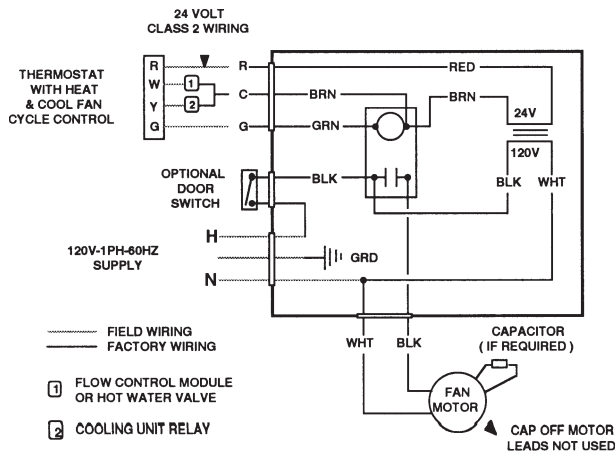 24 VOLT
CLASS 2 WIRING
THERMOSTAT
WITH HEAT
& COOL FAN
CYCLE CONTROL
R
W
Y
G
1
2
R
C
G
RED
BRN
BRN
GRN
24V
120V
OPTIONAL
DOOR
SWITCH
BLK
BLK
WHT
H
120V-1PH-60HZ
SUPPLY
GRD
N
FIELD WIRING
FACTORY WIRING
WHT
BLK
CAPACITOR
( IF REQUIRED )
1
FLOW CONTROL MODULE
OR HOT WATER VALVE
FAN
MOTOR
2
COOLING UNIT RELAY
CAP OFF MOTOR
LEADS NOT USED